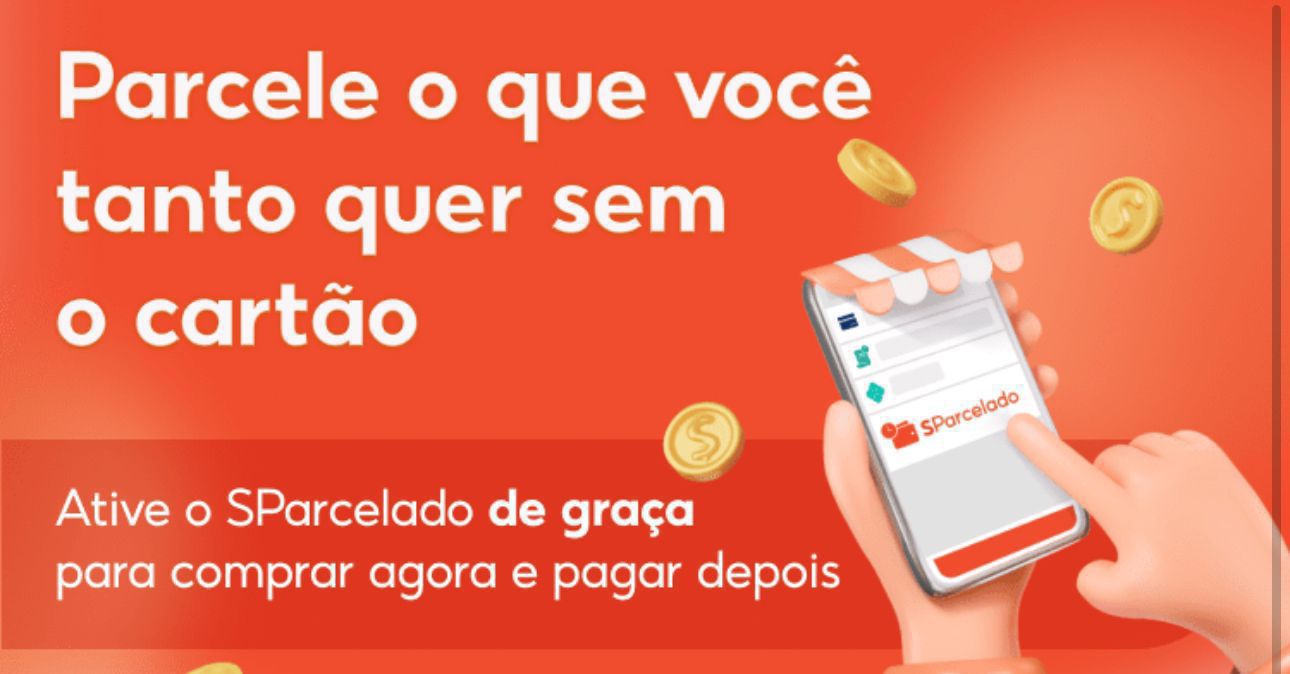 Parcele o que você
tanto quer sem
o cartão
SParcelado
Ative o SParcelado de graça
para comprar agora e pagar depois